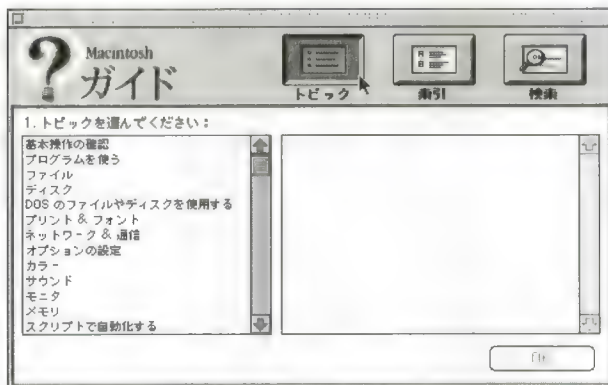 ?
Macintosh
ガイド
トピック
索引
検索
1. トピックを選んでください：
基本操作の確認
プログラムを使う
ファイル
ディスク
DOS のファイルやディスクを使用する
プリント & フォント
ネットワーク & 通信
オプションの設定
カラー
サウンド
モニタ
メモリ
スクリプトで自動化する
OK